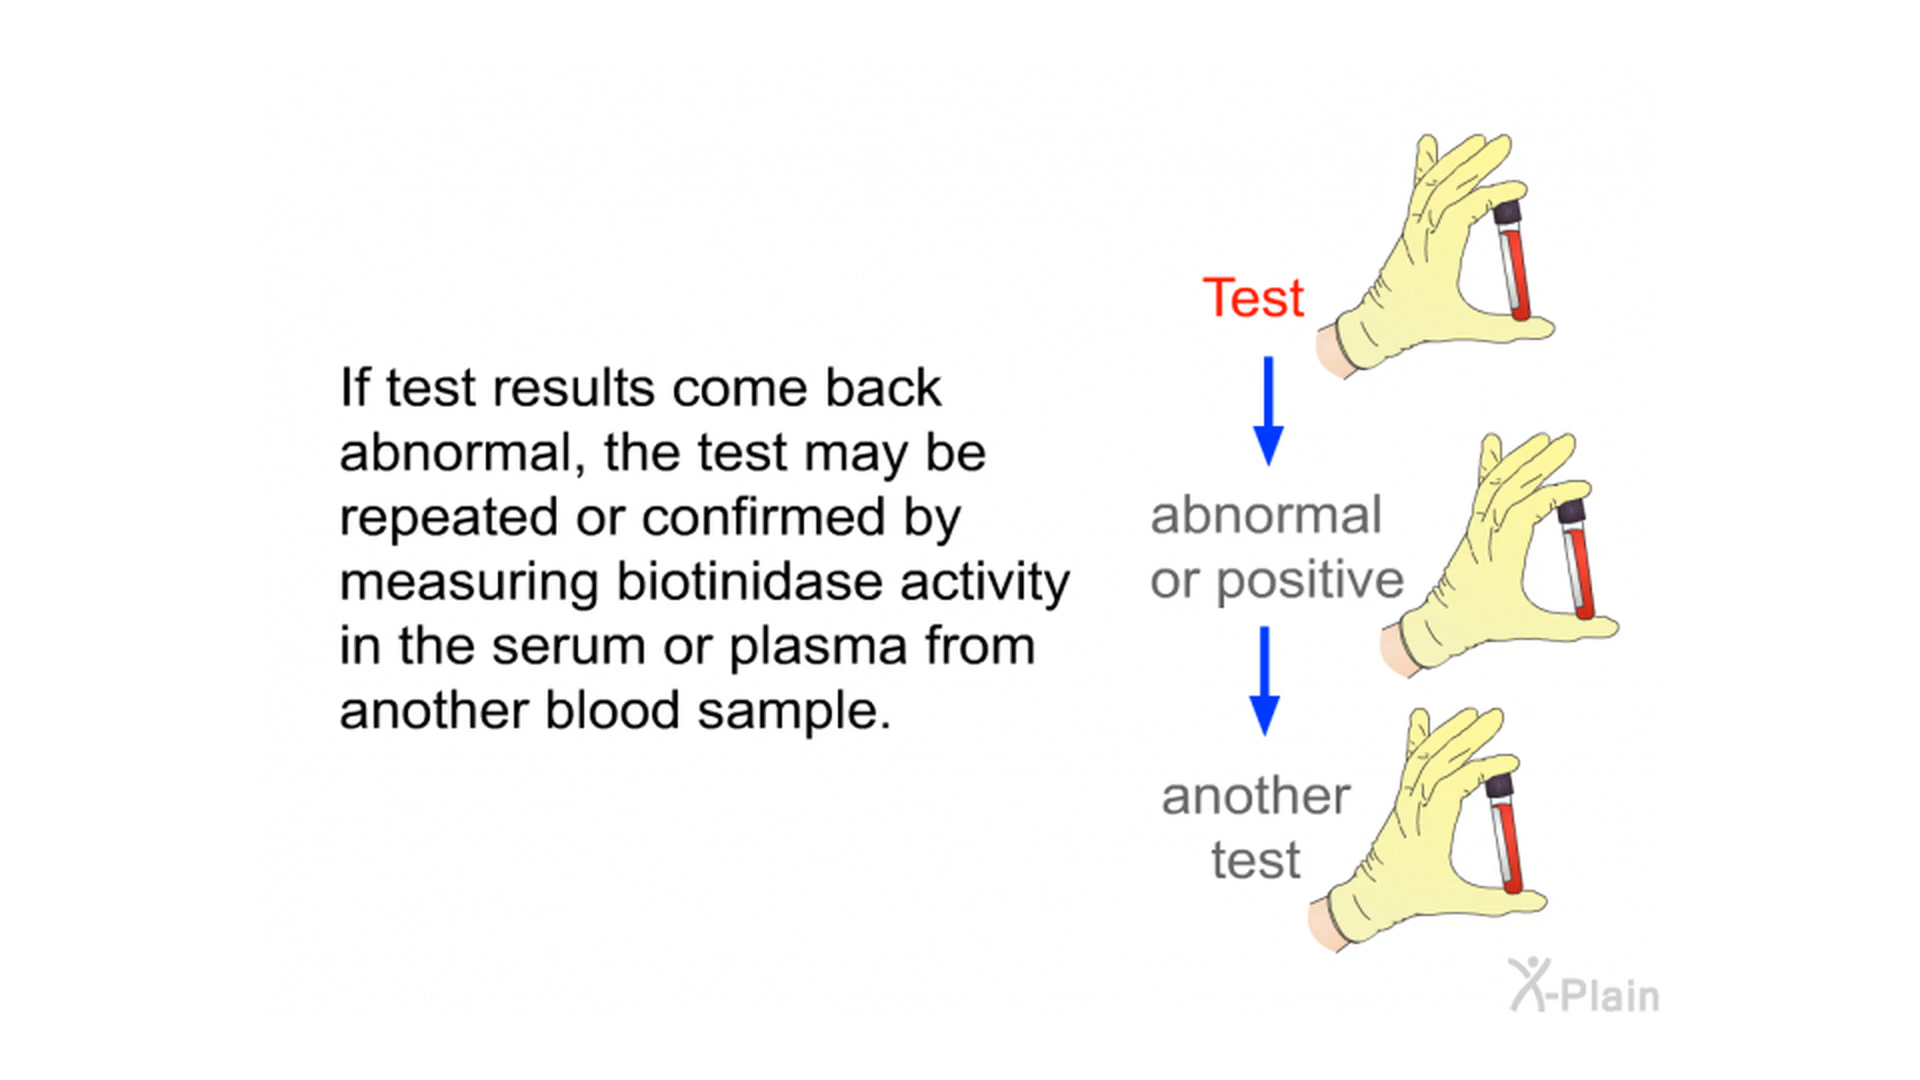 If test results come back
abnormal, the test may be
repeated or confirmed by
measuring biotinidase activity
in the serum or plasma from
another blood sample.
Test
abnormal
or positive
another
test
X-Plain